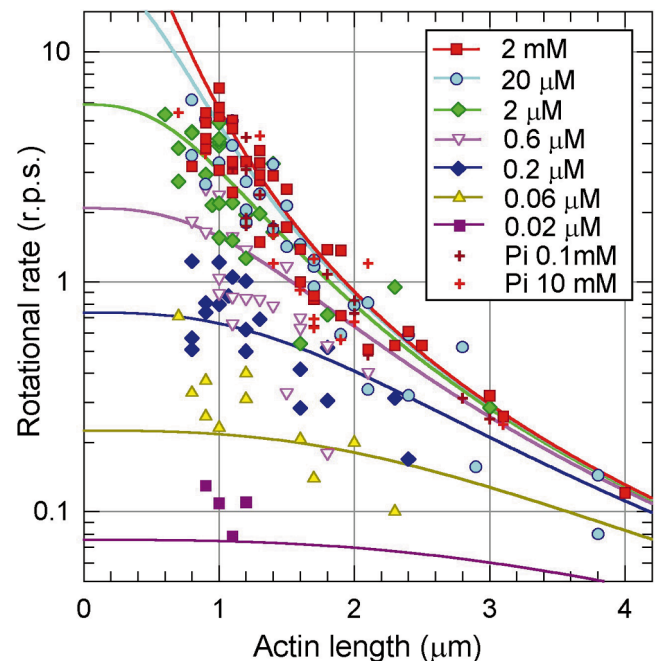 10
1
0.1
Rotational rate (r.p.s.)
2 mM
20 μM
2 μM
0.6 μM
0.2 μM
0.06 μM
0.02 μM
Pi 0.1mM
Pi 10 mM
0 1 2 3 4
Actin length (μm)